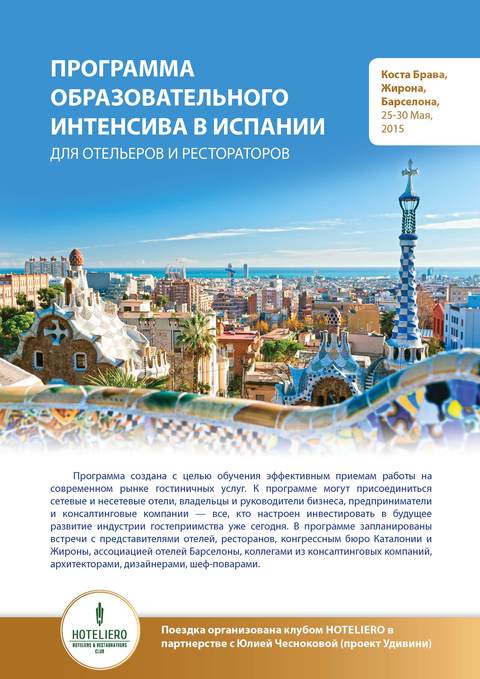 ПРОГРАММА
ОБРАЗОВАТЕЛЬНОГО
ИНТЕНСИВА В ИСПАНИИ
ДЛЯ ОТЕЛЬЕРОВ И РЕСТОРАТОРОВ
Коста Брава,
Жирона,
Барселона,
25-30 Мая,
2015
Программа создана с целью обучения эффективным приемам работы на
современном рынке гостиничных услуг. К программе могут присоединиться
сетевые и несетевые отели, владельцы и руководители бизнеса, предприниматели
и консалтинговые компании — все, кто настроен инвестировать в будущее
развитие индустрии гостеприимства уже сегодня. В программе запланированы
встречи с представителями отелей, ресторанов, конгрессным бюро Каталонии и
Жироны, ассоциацией отелей Барселоны, коллегами из консалтинговых компаний,
архитекторами, дизайнерами, шеф-поварами.
HOTELIERO
HOTELIERS & RESTAURATEURS
CLUB
Поездка организована клубом HOTELIERO в
партнерстве с Юлией Чесноковой (проект Удивини)